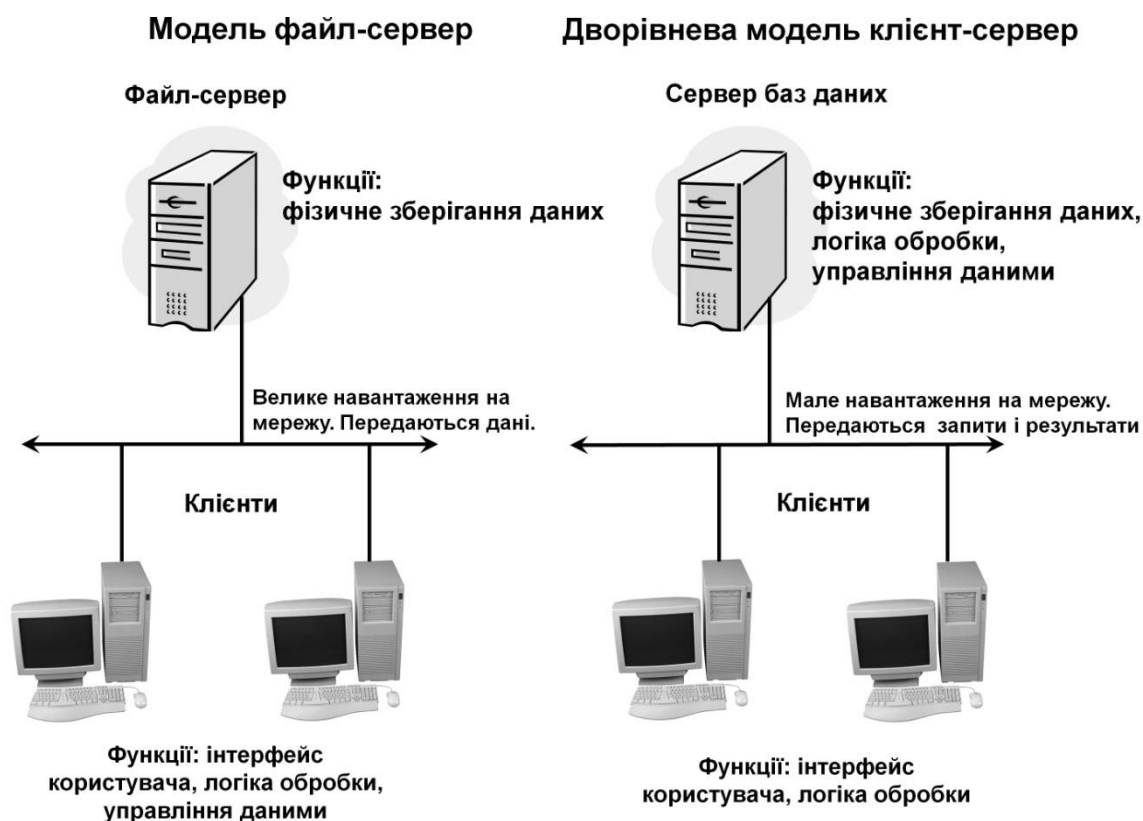 Модель файл-сервер
Файл-сервер
Функції:
фізичне зберігання даних
Велике навантаження на
мережу. Передаються дані.
Клієнти
Функції: інтерфейс
користувача, логіка обробки,
управління даними
Дворівнева модель клієнт-сервер
Сервер баз даних
Функції:
фізичне зберігання даних,
логіка обробки,
управління даними
Мале навантаження на мережу.
Передаються запити і результати
Клієнти
Функції: інтерфейс
користувача, логіка обробки